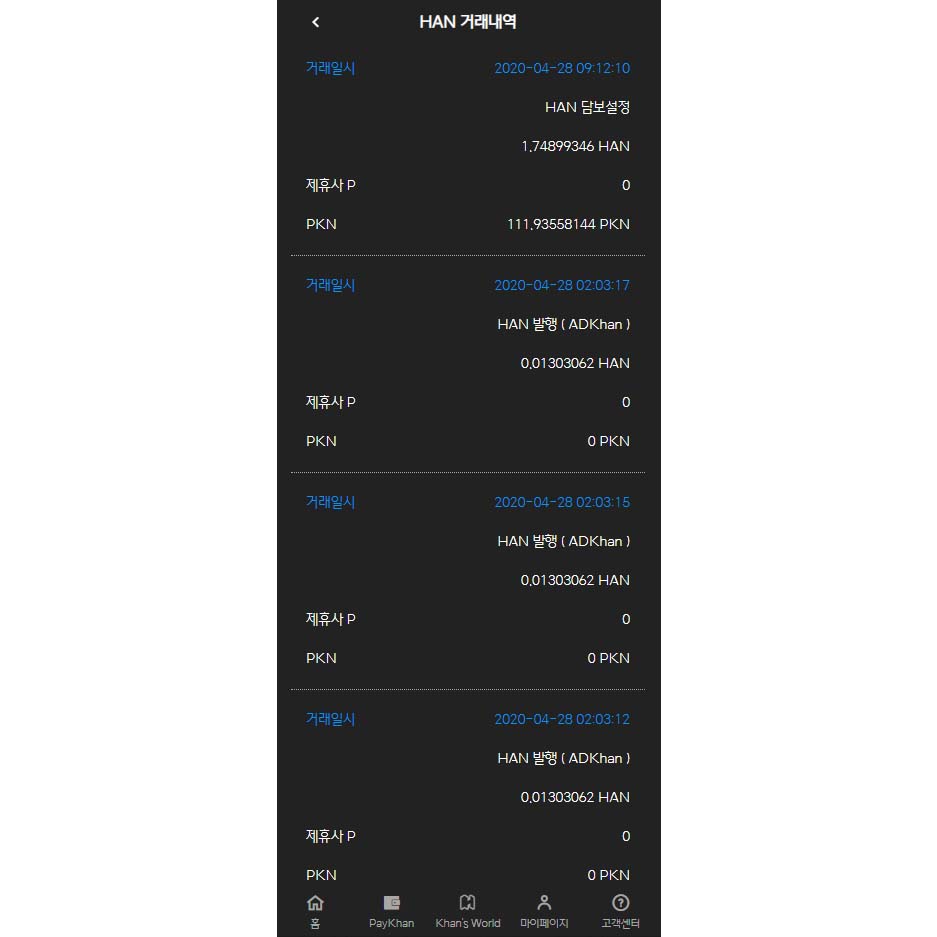 HAN 거래내역
거래일시 2020-04-28 09:12:10
HAN 담보설정
1.74899346 HAN
제휴사 P 0
PKN 111.93558144 PKN
거래일시 2020-04-28 02:03:17
HAN 발행 ( ADKhan )
0.01303062 HAN
제휴사 P 0
PKN 0 PKN
거래일시 2020-04-28 02:03:15
HAN 발행 ( ADKhan )
0.01303062 HAN
제휴사 P 0
PKN 0 PKN
거래일시 2020-04-28 02:03:12
HAN 발행 ( ADKhan )
0.01303062 HAN
제휴사 P 0
PKN 0 PKN
홈 PayKhan Khan's World 마이페이지 고객센터